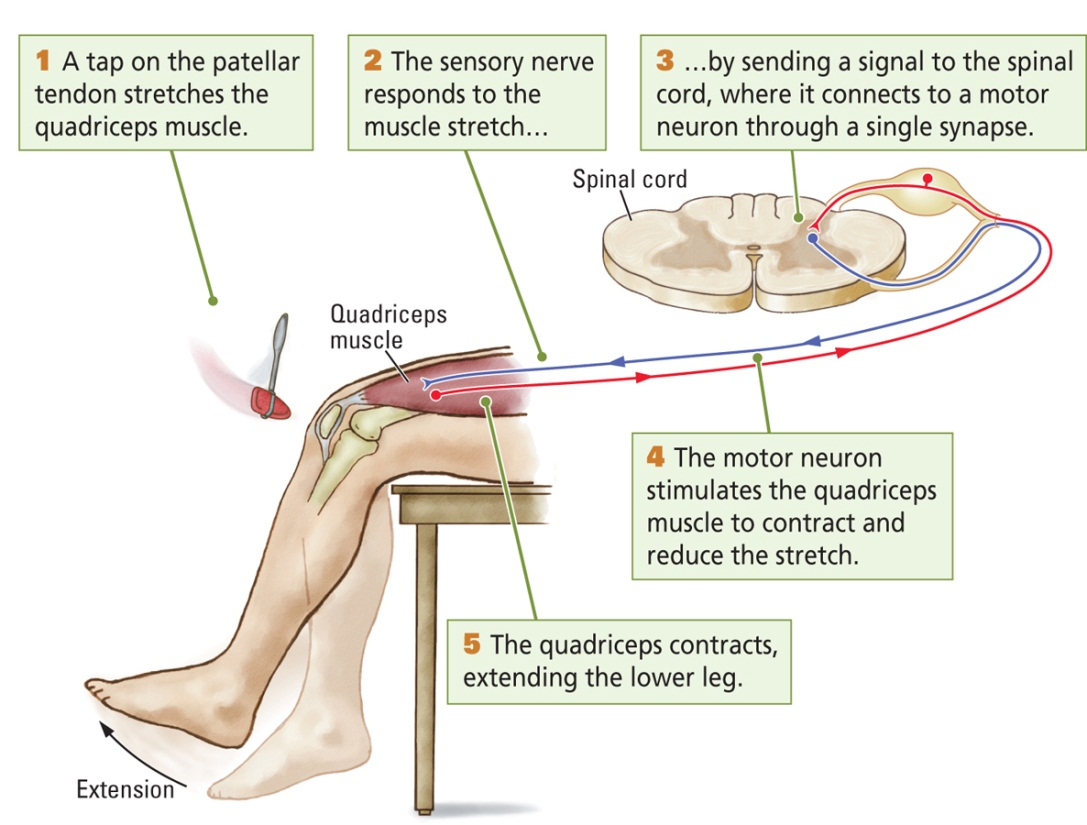 1 A tap on the patellar
tendon stretches the
quadriceps muscle.
2 The sensory nerve
responds to the
muscle stretch...
3 ...by sending a signal to the spinal
cord, where it connects to a motor
neuron through a single synapse.
Spinal cord
Quadriceps
muscle
4 The motor neuron
stimulates the quadriceps
muscle to contract and
reduce the stretch.
5 The quadriceps contracts,
extending the lower leg.
Extension